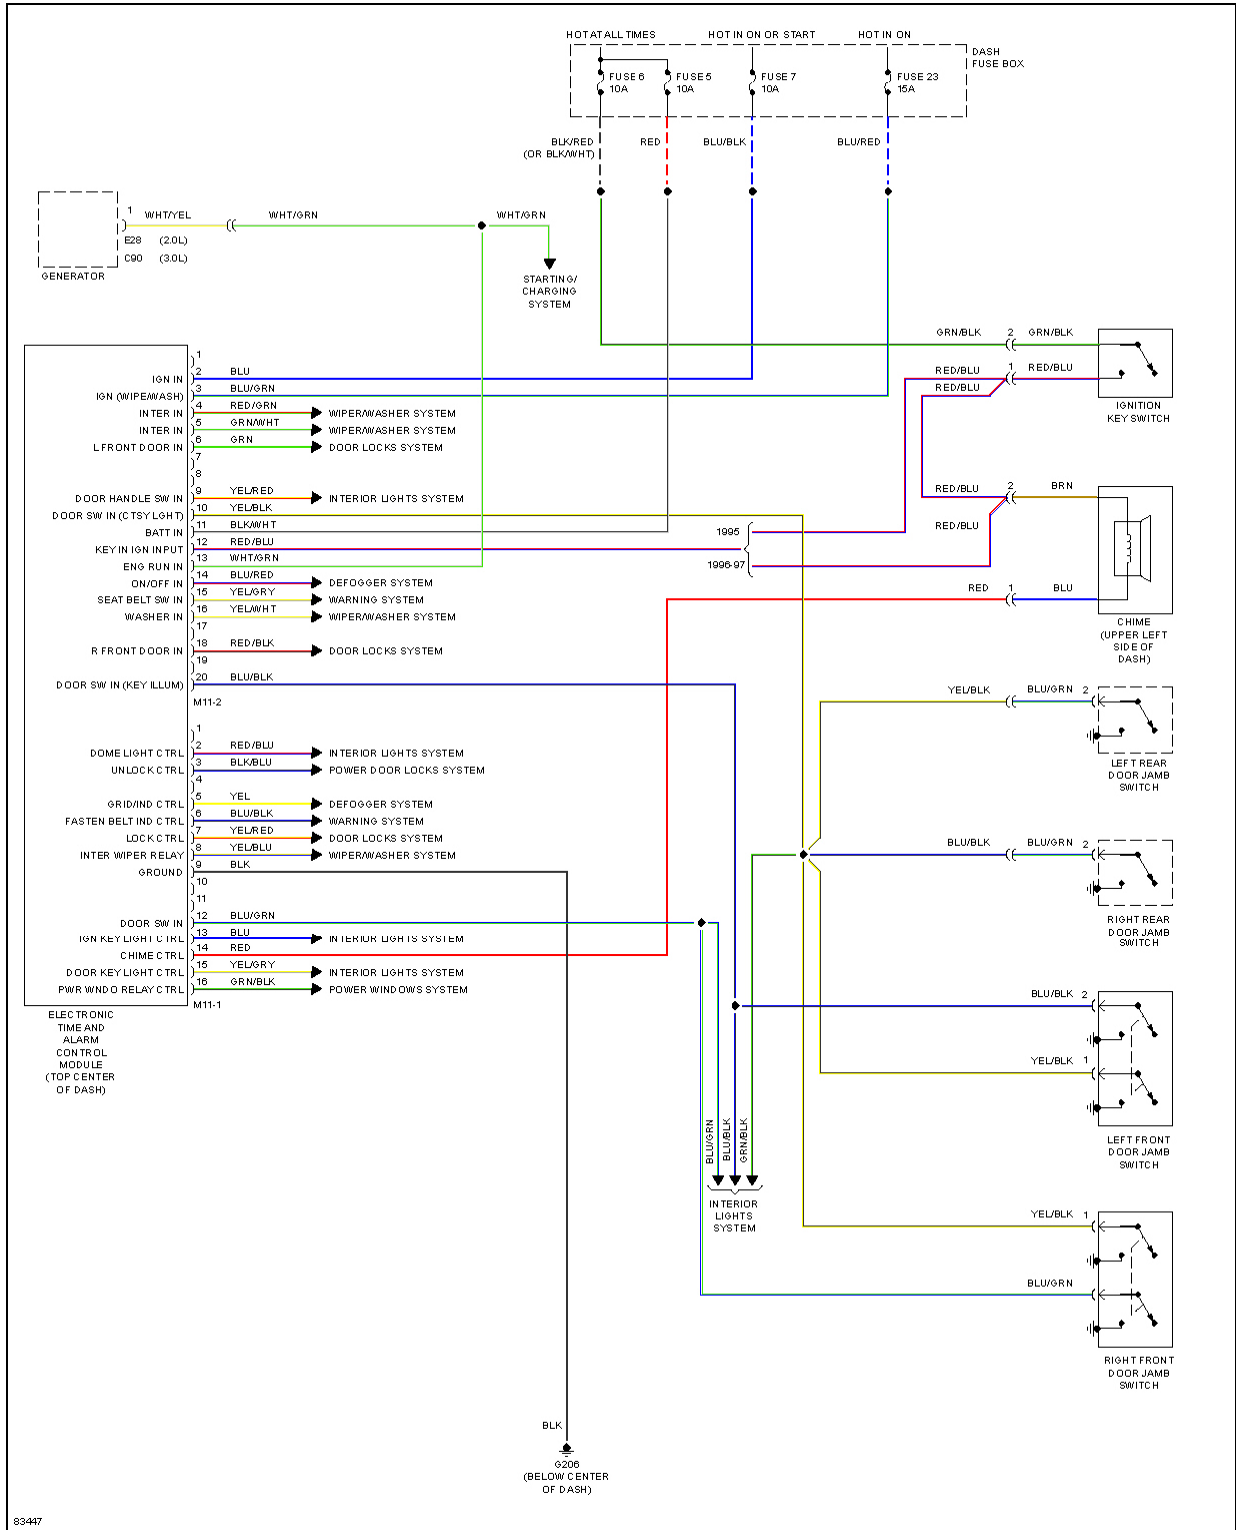 HOT AT ALL TIMES
HOT IN ON OR START
HOT IN ON
DASH
FUSE BOX
FUSE 6
10A
FUSE 5
10A
FUSE 7
10A
FUSE 23
15A
BLK/RED
(OR BLK/WHT)
RED
BLU/BLK
BLU/RED
1
WHT/YEL
WHT/GRN
WHT/GRN
E28 (2.0L)
C90 (3.0L)
GENERATOR
STARTING/
CHARGING
SYSTEM
GRN/BLK 2 GRN/BLK
RED/BLU 1 RED/BLU
RED/BLU
IGNITION
KEY SWITCH
1
IGN IN 2 BLU
IGN (WIPE/WASH) 3 BLU/GRN
INTER IN 4 RED/GRN WIPER/WASHER SYSTEM
INTER IN 5 GRN/WHT WIPER/WASHER SYSTEM
L FRONT DOOR IN 6 GRN DOOR LOCKS SYSTEM
7
8
DOOR HANDLE SW IN 9 YEL/RED INTERIOR LIGHTS SYSTEM
DOOR SW IN (CTSY LGHT) 10 YEL/BLK
BATT IN 11 BLK/WHT
KEY IN IGN INPUT 12 RED/BLU
ENG RUN IN 13 WHT/GRN
ON/OFF IN 14 BLU/RED DEFOGGER SYSTEM
SEAT BELT SW IN 15 YEL/GRY WARNING SYSTEM
WASHER IN 16 YEL/WHT WIPER/WASHER SYSTEM
17
R FRONT DOOR IN 18 RED/BLK DOOR LOCKS SYSTEM
19
DOOR SW IN (KEY ILLUM) 20 BLU/BLK
M11-2
1995
1996-97
RED/BLU 2 BRN
RED/BLU
RED 1 BLU
CHIME
(UPPER LEFT
SIDE OF
DASH)
1
DOME LIGHT CTRL 2 RED/BLU INTERIOR LIGHTS SYSTEM
UNLOCK CTRL 3 BLK/BLU POWER DOOR LOCKS SYSTEM
4
GRID/IND CTRL 5 YEL DEFOGGER SYSTEM
FASTEN BELT IND CTRL 6 BLU/BLK WARNING SYSTEM
LOCK CTRL 7 YEL/RED DOOR LOCKS SYSTEM
INTER WIPER RELAY 8 YEL/BLU WIPER/WASHER SYSTEM
GROUND 9 BLK
10
11
DOOR SW IN 12 BLU/GRN
IGN KEY LIGHT CTRL 13 BLU INTERIOR LIGHTS SYSTEM
CHIME CTRL 14 RED
DOOR KEY LIGHT CTRL 15 YEL/GRY INTERIOR LIGHTS SYSTEM
PWR WNDO RELAY CTRL 16 GRN/BLK POWER WINDOWS SYSTEM
M11-1
ELECTRONIC
TIME AND
ALARM
CONTROL
MODULE
(TOP CENTER
OF DASH)
YEL/BLK BLU/GRN 2
LEFT REAR
DOOR JAMB
SWITCH
BLU/BLK BLU/GRN 2
RIGHT REAR
DOOR JAMB
SWITCH
BLU/BLK 2
YEL/BLK 1
LEFT FRONT
DOOR JAMB
SWITCH
BLU/GRN
BLU/BLK
GRN/BLK
INTERIOR
LIGHTS
SYSTEM
YEL/BLK 1
BLU/GRN
RIGHT FRONT
DOOR JAMB
SWITCH
BLK
G206
(BELOW CENTER
OF DASH)
83447